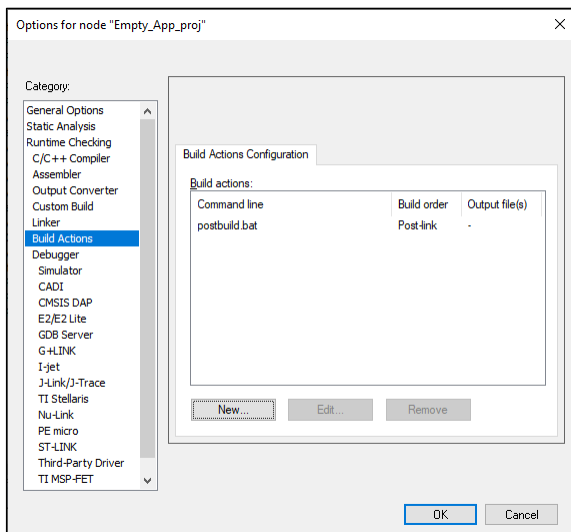 Options for node "Empty_App_proj"
Category:
General Options
Static Analysis
Runtime Checking
C/C++ Compiler
Assembler
Output Converter
Custom Build
Linker
Build Actions
Debugger
Simulator
CADI
CMSIS DAP
E2/E2 Lite
GDB Server
G+LINK
I-jet
J-Link/J-Trace
TI Stellaris
Nu-Link
PE micro
ST-LINK
Third-Party Driver
TI MSP-FET
Build Actions Configuration
Build actions:
Command line Build order Output file(s)
postbuild.bat Post-link -
New... Edit... Remove
OK Cancel